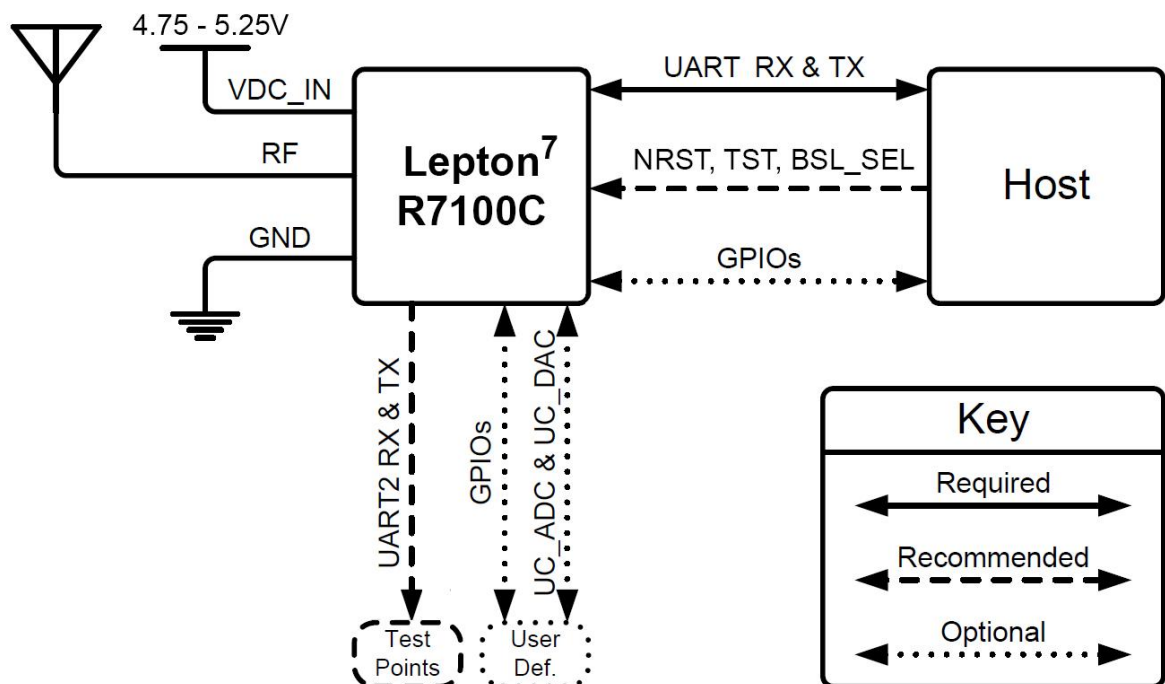 4.75 - 5.25V
VDC_IN
RF
GND
Lepton⁷
R7100C
UART RX & TX
NRST, TST, BSL_SEL
GPIOs
Host
UART2 RX & TX
GPIOs
UC_ADC & UC_DAC
Test
Points
User
Def.
Key
Required
Recommended
Optional